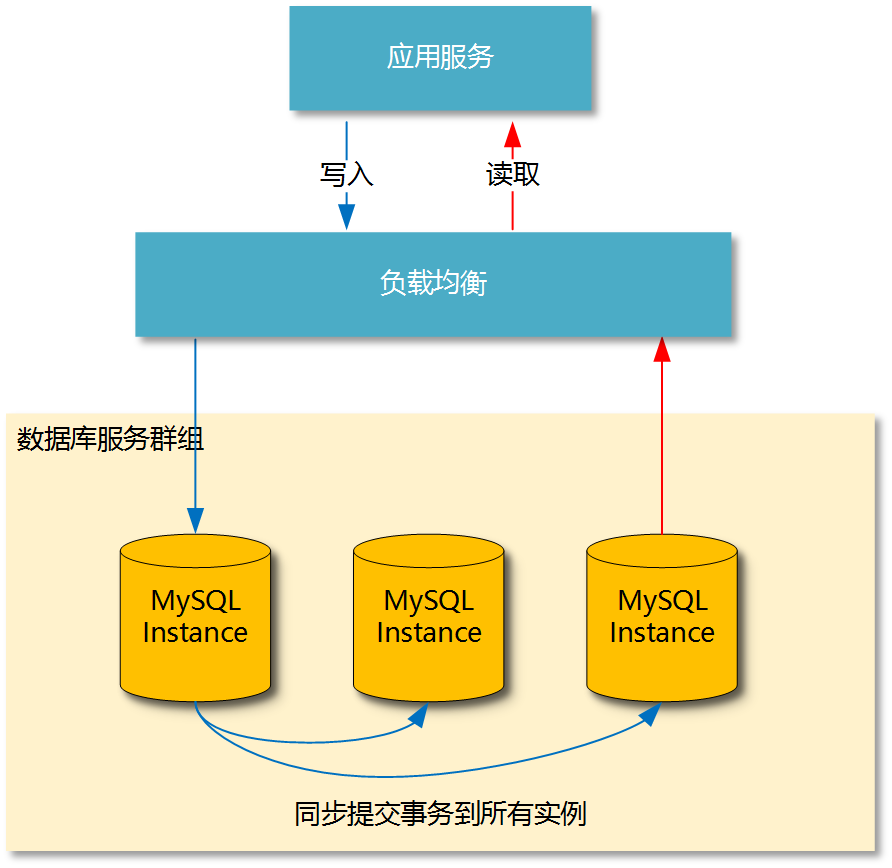 应用服务
写入
读取
负载均衡
数据库服务群组
MySQL
Instance
MySQL
Instance
MySQL
Instance
同步提交事务到所有实例